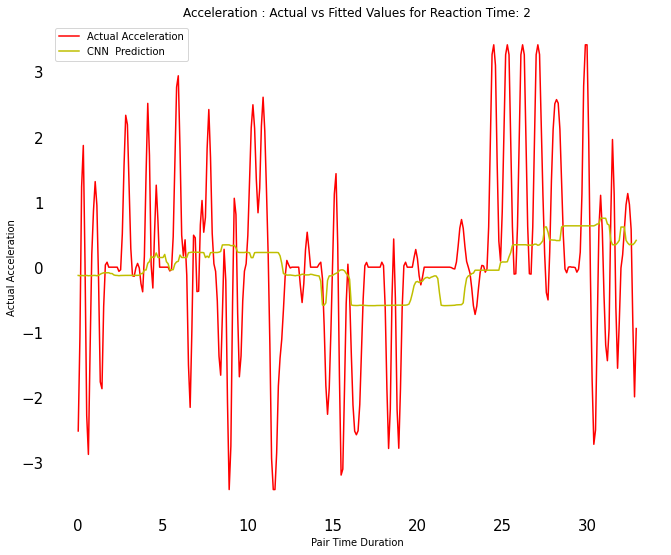 Acceleration : Actual vs Fitted Values for Reaction Time: 2
Actual Acceleration
CNN  Prediction
3
2
1
0
−1
−2
−3
Actual Acceleration
0 5 10 15 20 25 30
Pair Time Duration